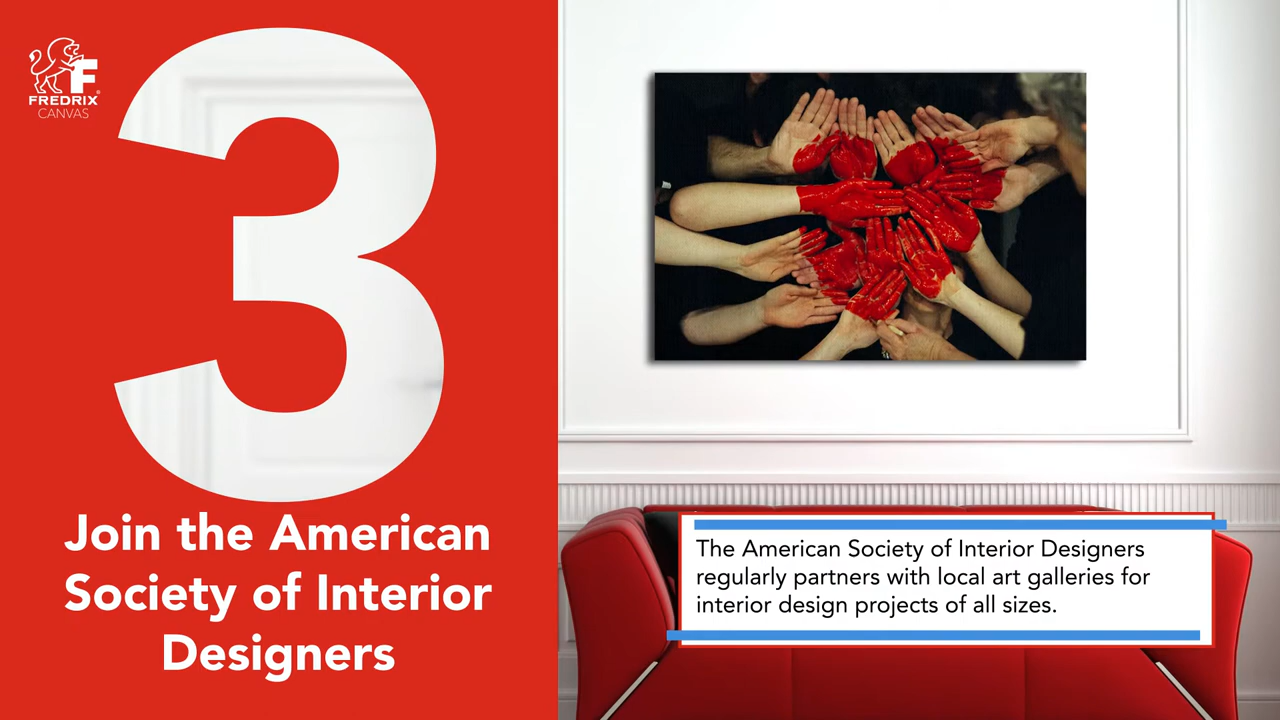 F
FREDRIX®
CANVAS
3
Join the American
Society of Interior
Designers
The American Society of Interior Designers
regularly partners with local art galleries for
interior design projects of all sizes.